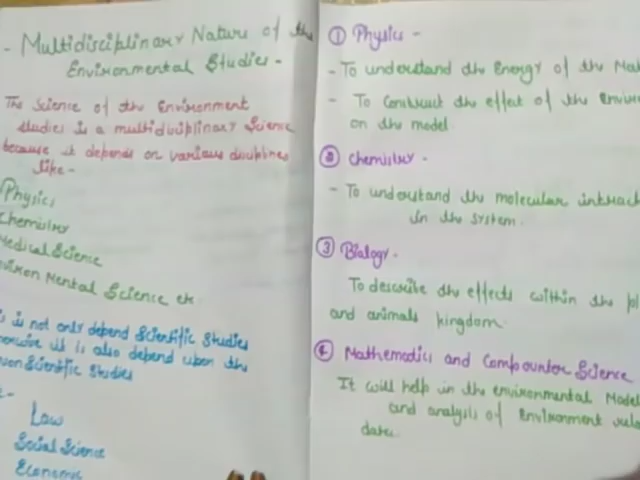 - Multidisciplinary Nature of the
Environmental Studies -
The Science of the Environment
studies is a multidisciplinary Science
because it depends on various disciplines
like -
Physics
Chemistry
Medical Science
Mental Science etc
is not only depend Scientific Studies
it is also depend upon the
Scientific Studies
Law
Social Science
Economic
① Physics -
- To understand the Energy of the
- To construct the effect of the
on the model.
② Chemistry -
- To understand the molecular
in the system.
③ Biology -
To describe the effects within the
and animals kingdom.
④ Mathematics and Science
It will help in the environmental Model
and analysis of Environment